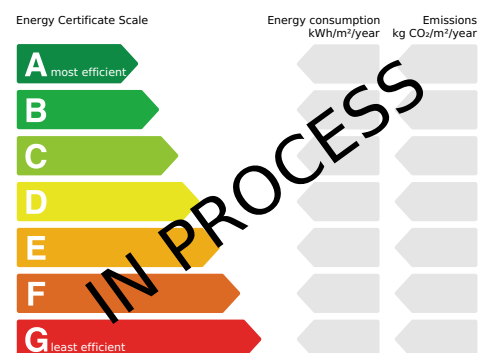 Energy Certificate Scale
Energy consumption
kWh/m²/year
Emissions
kg CO₂/m²/year
A most efficient
B
C
D
E
F
G least efficient
IN PROCESS